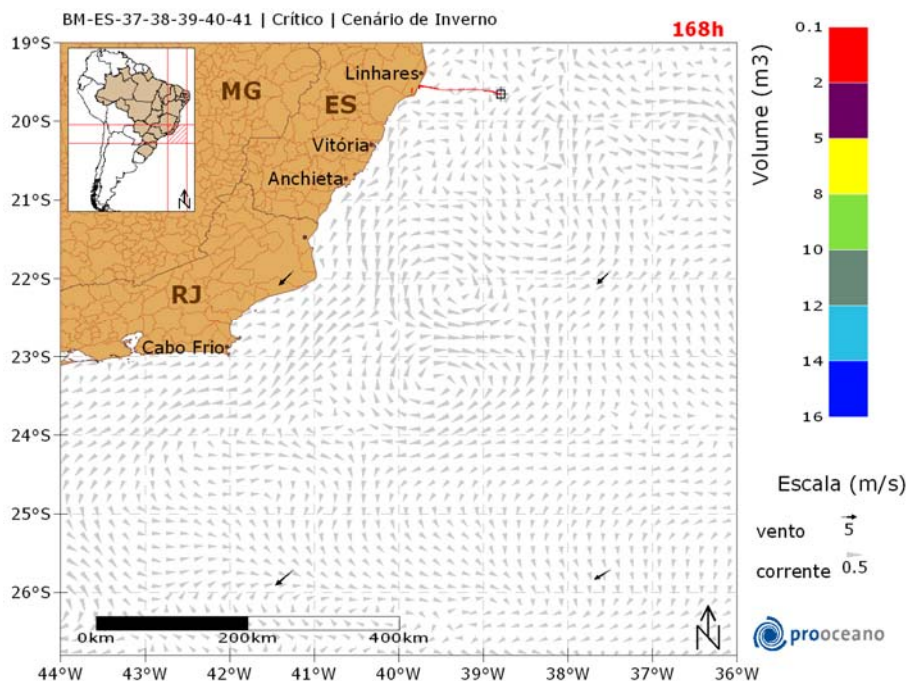 BM-ES-37-38-39-40-41 | Crítico | Cenário de Inverno
168h
19°S
20°S
21°S
22°S
23°S
24°S
25°S
26°S
44°W
43°W
42°W
41°W
40°W
39°W
38°W
37°W
36°W
MG
ES
RJ
Linhares
Vitória
Anchieta
Cabo Frio
N
0km
200km
400km
N
Volume (m3)
0.1
2
5
8
10
12
14
16
Escala (m/s)
vento 5
corrente 0.5
prooceano